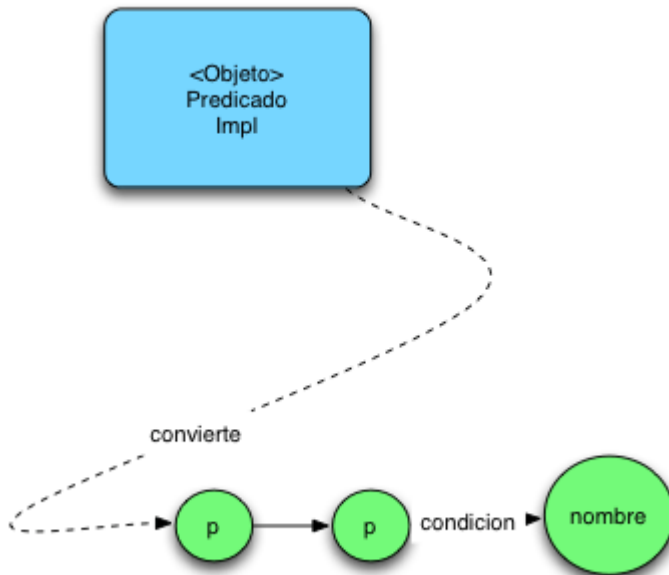 <Objeto>
Predicado
Impl
convierte
p
p
condicion
nombre